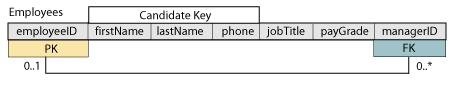 Employees
Candidate Key
employeeID firstName lastName phone jobTitle payGrade managerID
PK FK
0..1 0..*